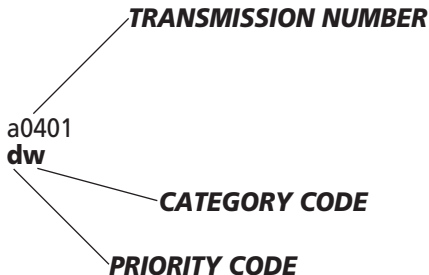 TRANSMISSION NUMBER
a0401
dw
CATEGORY CODE
PRIORITY CODE